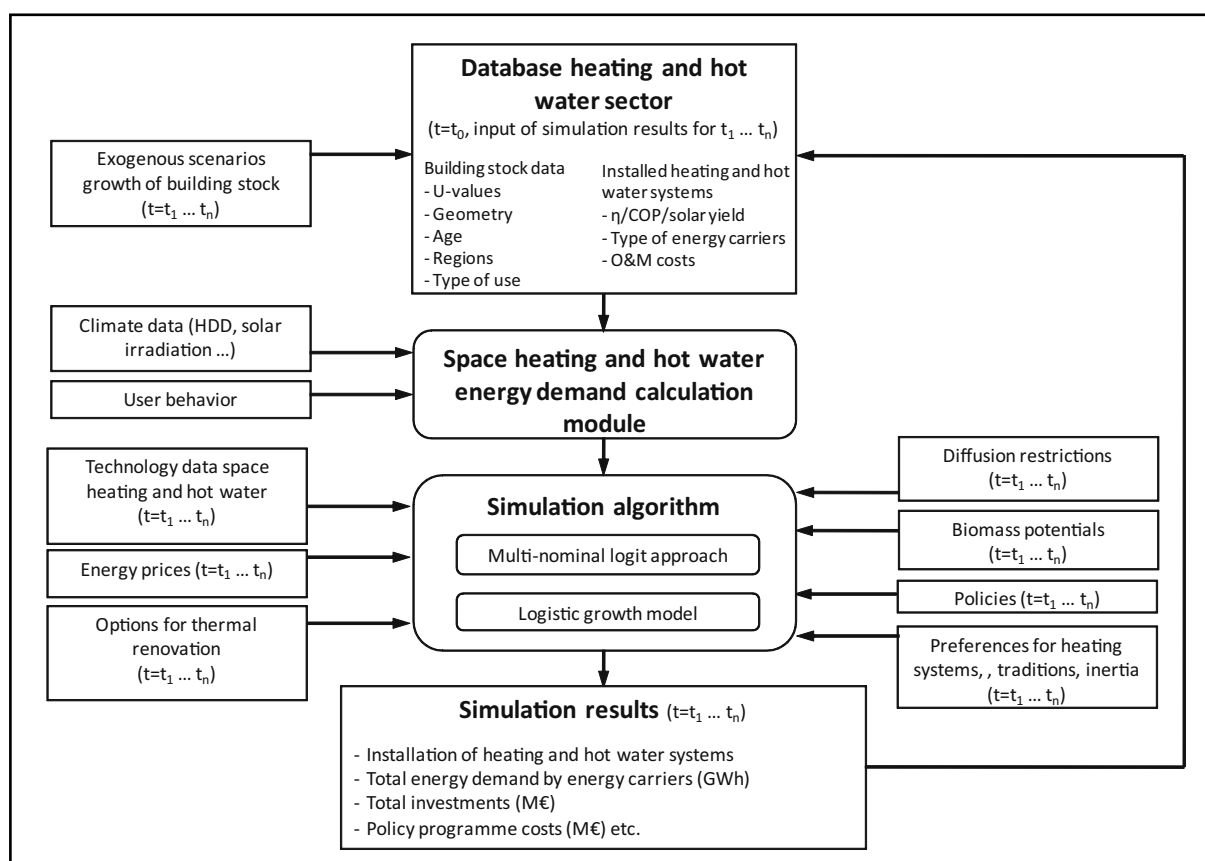 Database heating and hot
water sector
(t=t₀, input of simulation results for t₁ ... tₙ)
Building stock data
- U-values
- Geometry
- Age
- Regions
- Type of use
Installed heating and hot
water systems
- η/COP/solar yield
- Type of energy carriers
- O&M costs
Exogenous scenarios
growth of building stock
(t=t₁ ... tₙ)
Climate data (HDD, solar
irradiation ...)
User behavior
Space heating and hot water
energy demand calculation
module
Technology data space
heating and hot water
(t=t₁ ... tₙ)
Energy prices (t=t₁ ... tₙ)
Options for thermal
renovation
(t=t₁ ... tₙ)
Simulation algorithm
Multi-nominal logit approach
Logistic growth model
Diffusion restrictions
(t=t₁ ... tₙ)
Biomass potentials
(t=t₁ ... tₙ)
Policies (t=t₁ ... tₙ)
Preferences for heating
systems, , traditions, inertia
(t=t₁ ... tₙ)
Simulation results (t=t₁ ... tₙ)
- Installation of heating and hot water systems
- Total energy demand by energy carriers (GWh)
- Total investments (M€)
- Policy programme costs (M€) etc.